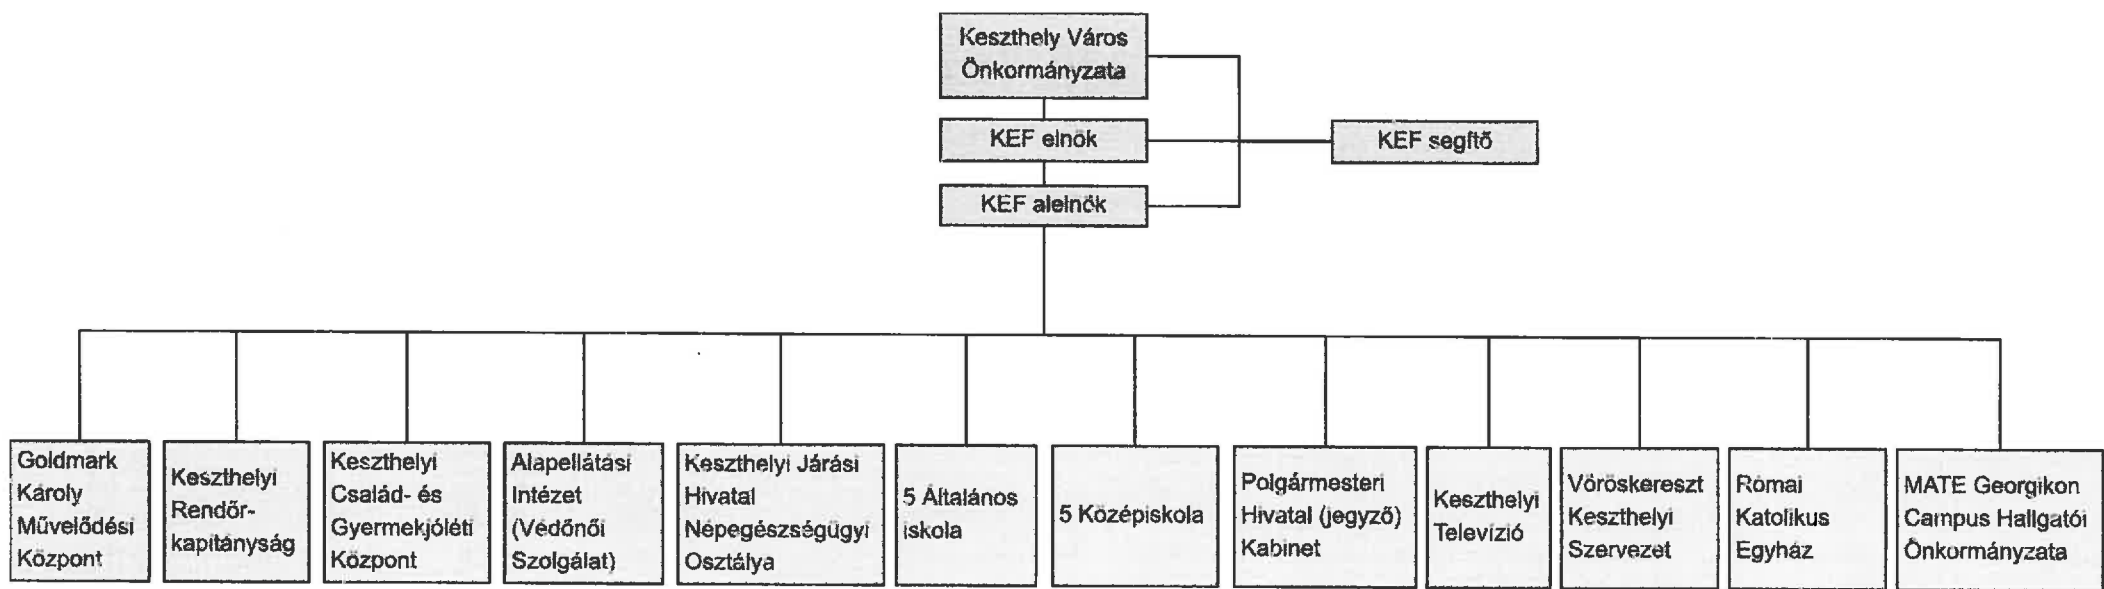 Keszthely Város
Önkormányzata
KEF elnök
KEF segítő
KEF alelnök
Goldmark
Károly
Művelődési
Központ
Keszthelyi
Rendőr-
kapitányság
Keszthelyi
Család- és
Gyermekjóléti
Központ
Alapellátási
Intézet
(Védőnői
Szolgálat)
Keszthelyi Járási
Hivatal
Népegészségügyi
Osztálya
5 Általános
iskola
5 Középiskola
Polgármesteri
Hivatal (jegyző)
Kabinet
Keszthelyi
Televízió
Vöröskereszt
Keszthelyi
Szervezet
Római
Katolikus
Egyház
MATE Georgikon
Campus Hallgatói
Önkormányzata